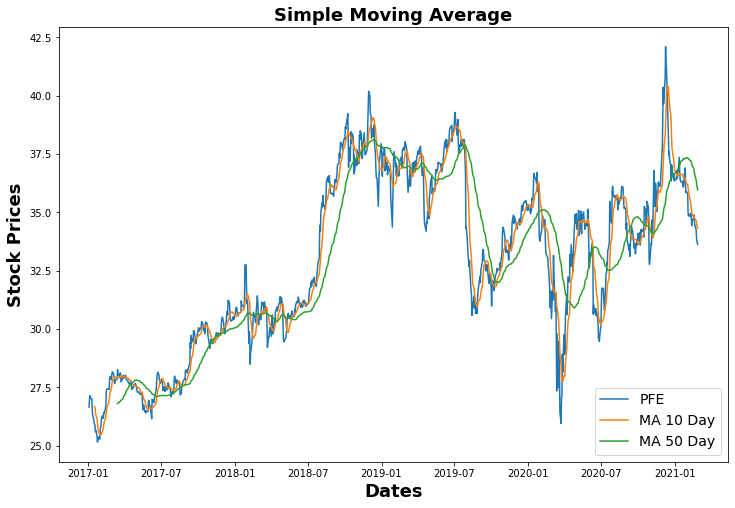 Simple Moving Average
42.5
40.0
37.5
35.0
32.5
30.0
27.5
25.0
Stock Prices
2017-01 2017-07 2018-01 2018-07 2019-01 2019-07 2020-01 2020-07 2021-01
Dates
PFE
MA 10 Day
MA 50 Day